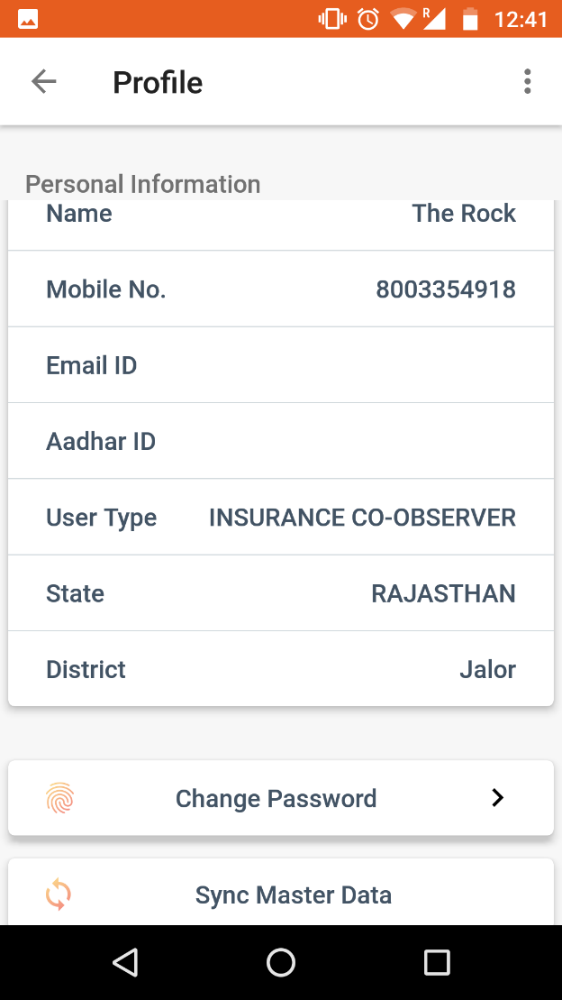 R 12:41
Profile
Personal Information
Name The Rock
Mobile No. 8003354918
Email ID
Aadhar ID
User Type INSURANCE CO-OBSERVER
State RAJASTHAN
District Jalor
Change Password
Sync Master Data